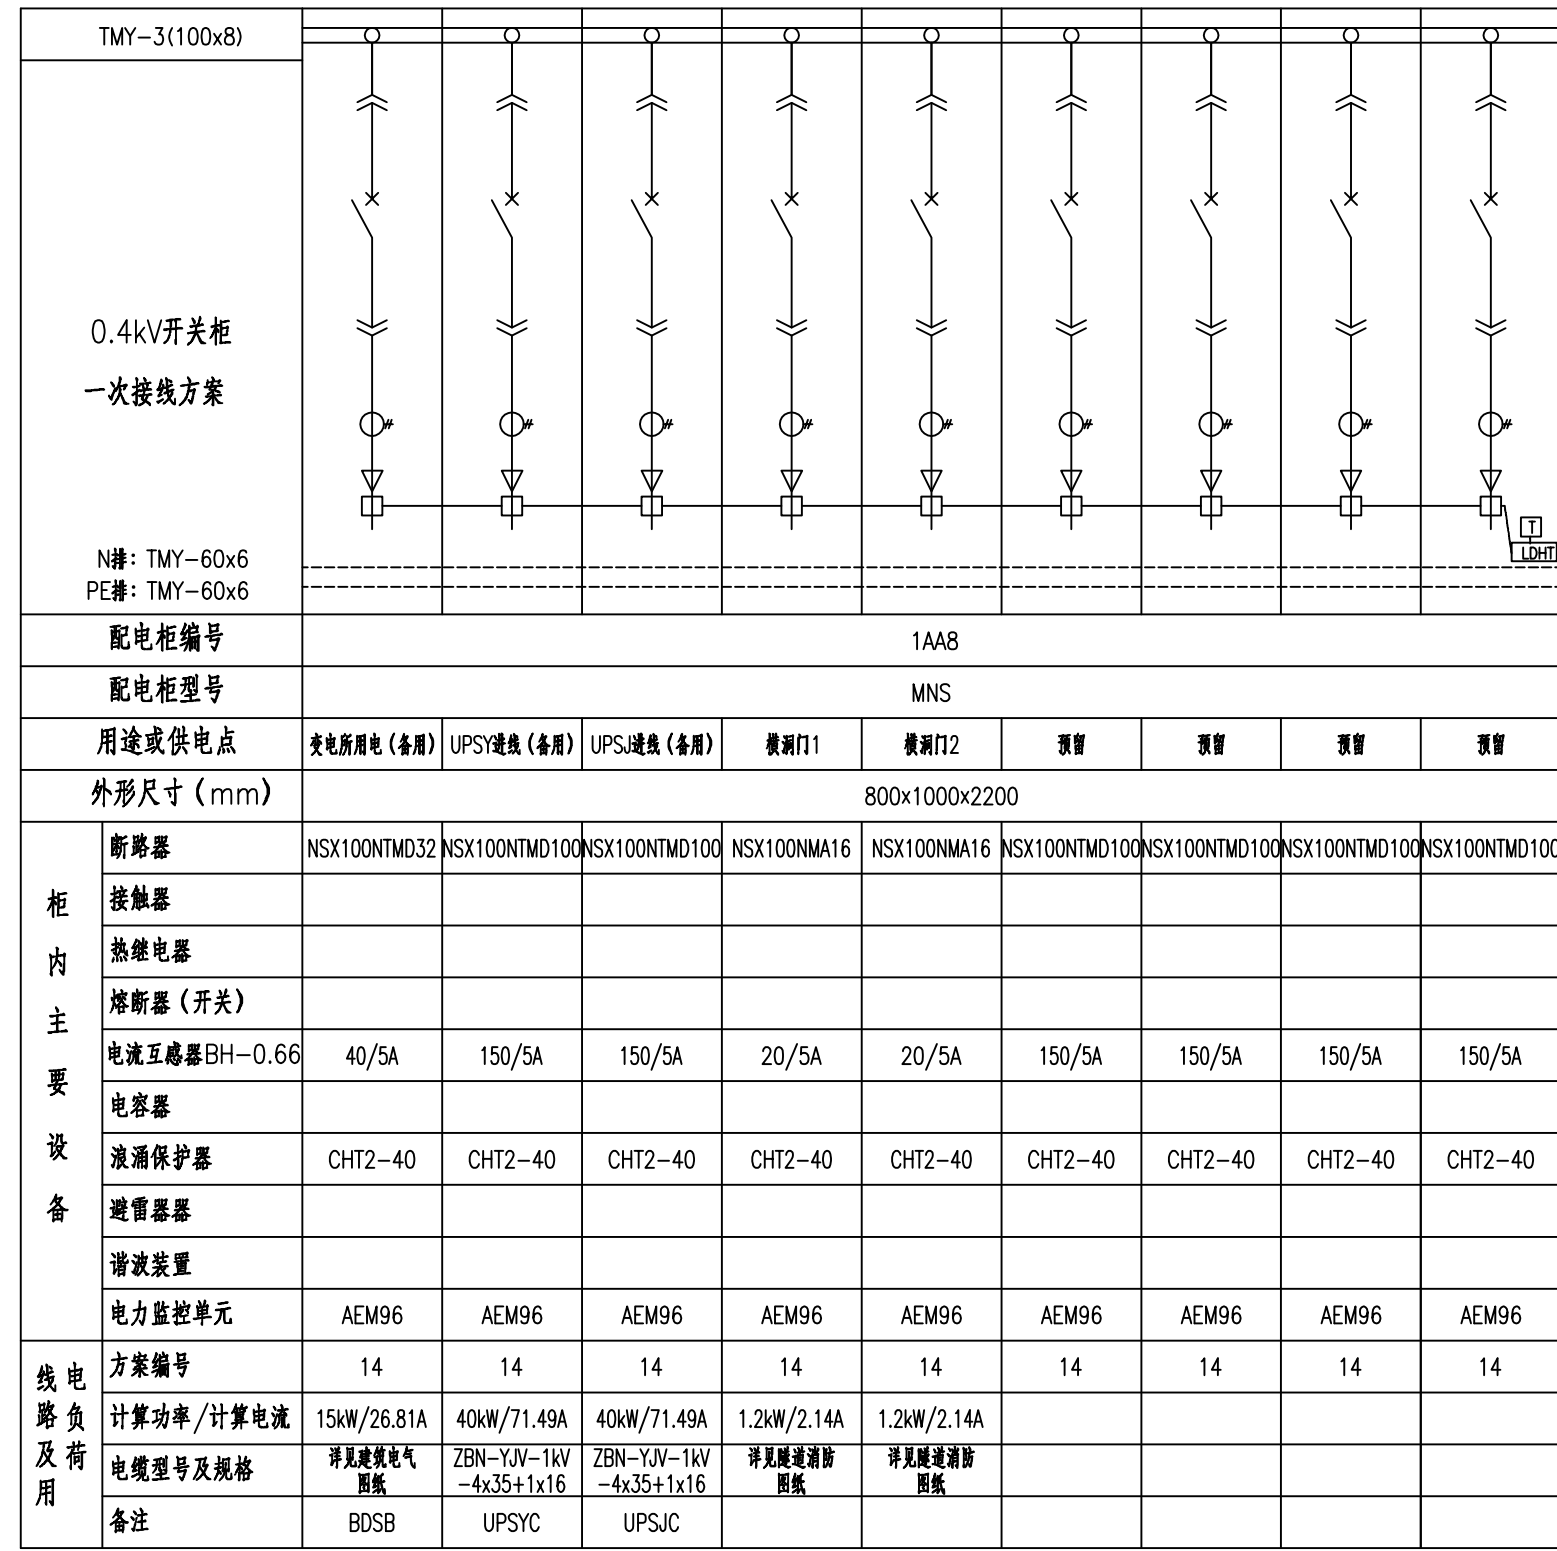 TMY-3(100x8)
0.4kV开关柜
一次接线方案
T
LDHT
N排：TMY-60x6
PE排：TMY-60x6
配电柜编号 1AA8
配电柜型号 MNS
用途或供电点 变电所用电（备用） UPSY进线（备用） UPSJ进线（备用） 横洞门1 横洞门2 预留 预留 预留 预留
外形尺寸（mm） 800x1000x2200
柜内主要设备
断路器 NSX100NTMD32 NSX100NTMD100 NSX100NTMD100 NSX100NMA16 NSX100NMA16 NSX100NTMD100 NSX100NTMD100 NSX100NTMD100 NSX100NTMD100
接触器
热继电器
熔断器（开关）
电流互感器BH-0.66 40/5A 150/5A 150/5A 20/5A 20/5A 150/5A 150/5A 150/5A 150/5A
电容器
浪涌保护器 CHT2-40 CHT2-40 CHT2-40 CHT2-40 CHT2-40 CHT2-40 CHT2-40 CHT2-40 CHT2-40
避雷器器
谐波装置
电力监控单元 AEM96 AEM96 AEM96 AEM96 AEM96 AEM96 AEM96 AEM96 AEM96
线路及用
电负荷
方案编号 14 14 14 14 14 14 14 14 14
计算功率/计算电流 15kW/26.81A 40kW/71.49A 40kW/71.49A 1.2kW/2.14A 1.2kW/2.14A
电缆型号及规格 详见建筑电气 ZBN-YJV-1kV ZBN-YJV-1kV 详见隧道消防 详见隧道消防
图纸 -4x35+1x16 -4x35+1x16 图纸 图纸
备注 BDSB UPSYC UPSJC